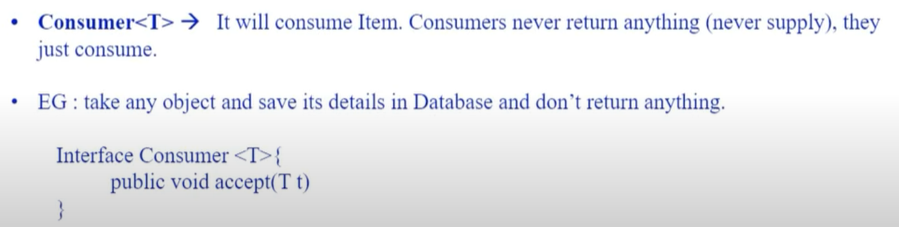 • Consumer<T> → It will consume Item. Consumers never return anything (never supply), they
just consume.
• EG : take any object and save its details in Database and don’t return anything.
Interface Consumer <T>{
public void accept(T t)
}